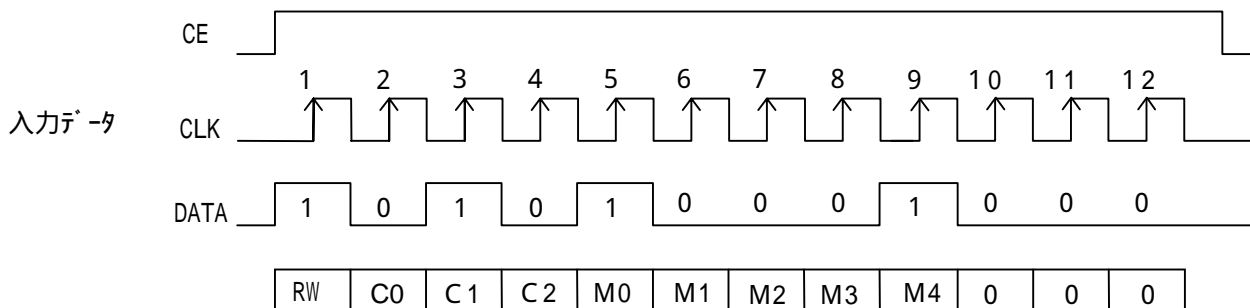 CE
1 2 3 4 5 6 7 8 9 10 11 12
入力ﾃﾞｰﾀ CLK
DATA 1 0 1 0 1 0 0 0 1 0 0 0
RW C0 C1 C2 M0 M1 M2 M3 M4 0 0 0